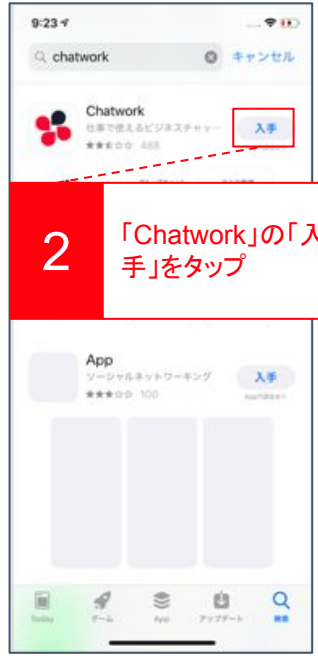 9:23
chatwork
キャンセル
Chatwork
仕事で使えるビジネスチャッ…
488
入手
2
「Chatwork」の「入
手」をタップ
App
ソーシャルネットワーキング
100
入手
Today
ゲーム
App
アップデート
検索